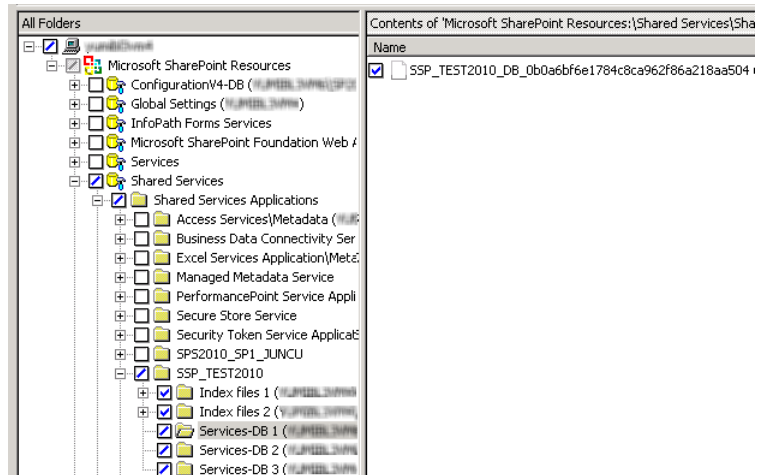 All Folders
Contents of 'Microsoft SharePoint Resources:\Shared Services\Sha
Name
Microsoft SharePoint Resources
SSP_TEST2010_DB_0b0a6bf6e1784c8ca962f86a218aa504
ConfigurationV4-DB (
Global Settings (
InfoPath Forms Services
Microsoft SharePoint Foundation Web
Services
Shared Services
Shared Services Applications
Access Services\Metadata (
Business Data Connectivity Ser
Excel Services Application\Meta
Managed Metadata Service
PerformancePoint Service Appli
Secure Store Service
Security Token Service Applicat
SPS2010_SP1_JUNCU
SSP_TEST2010
Index files 1 (
Index files 2 (
Services-DB 1 (
Services-DB 2 (
Services-DB 3 (